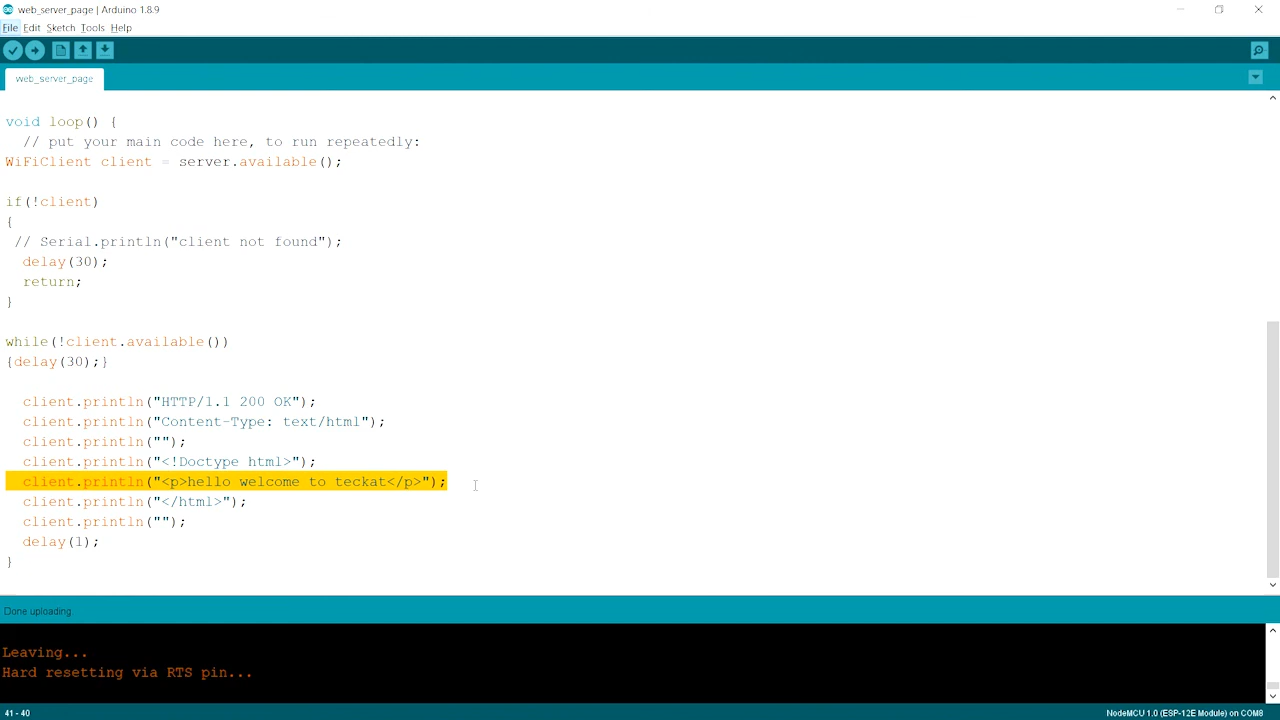 web_server_page | Arduino 1.8.9
File Edit Sketch Tools Help
web_server_page
void loop() {
// put your main code here, to run repeatedly:
WiFiClient client = server.available();
if(!client)
{
// Serial.println("client not found");
delay(30);
return;
}
while(!client.available())
{delay(30);}
client.println("HTTP/1.1 200 OK");
client.println("Content-Type: text/html");
client.println("");
client.println("<!Doctype html>");
client.println("<p>hello welcome to teckat</p>");
client.println("</html>");
client.println("");
delay(1);
}
Done uploading.
Leaving...
Hard resetting via RTS pin...
41 - 40
NodeMCU 1.0 (ESP-12E Module) on COM8